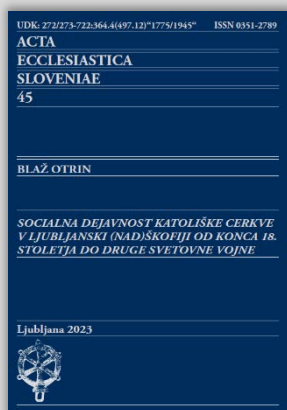 UDK: 272/273-722:364.4(497.12)“1775/1945“ ISSN 0351-2789
ACTA
ECCLESIASTICA
SLOVENIAE
45
BLAŽ OTRIN
SOCIALNA DEJAVNOST KATOLIŠKE CERKVE
V LJUBLJANSKI (NAD)ŠKOFIJI OD KONCA 18.
STOLETJA DO DRUGE SVETOVNE VOJNE
Ljubljana 2023